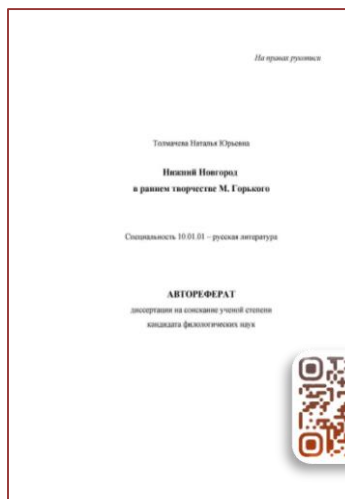 На правах рукописи
Толмачева Наталья Юрьевна
Нижний Новгород
в раннем творчестве М. Горького
Специальность 10.01.01 – русская литература
АВТОРЕФЕРАТ
диссертации на соискание ученой степени
кандидата филологических наук